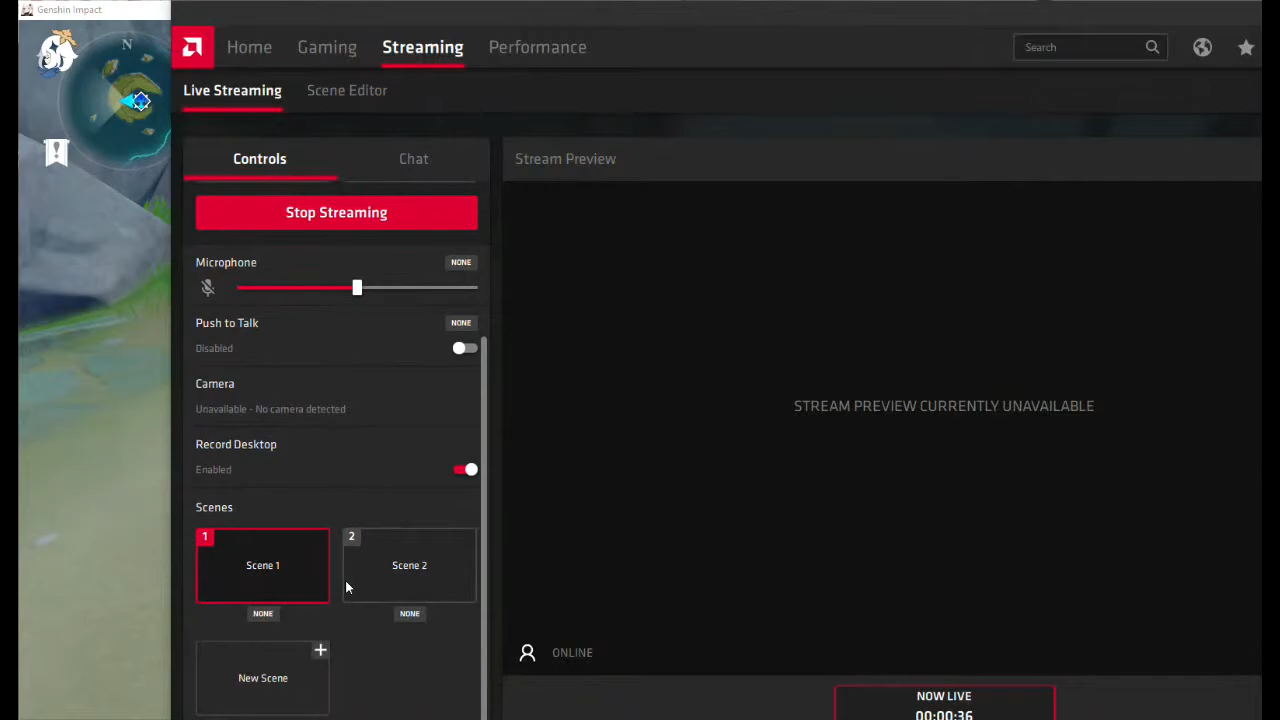 Genshin Impact
N
Home
Gaming
Streaming
Performance
Search
Live Streaming
Scene Editor
Controls
Chat
Stream Preview
Stop Streaming
Microphone
NONE
Push to Talk
NONE
Disabled
Camera
Unavailable - No camera detected
STREAM PREVIEW CURRENTLY UNAVAILABLE
Record Desktop
Enabled
Scenes
1
2
Scene 1
Scene 2
NONE
NONE
New Scene
ONLINE
NOW LIVE
00:00:36